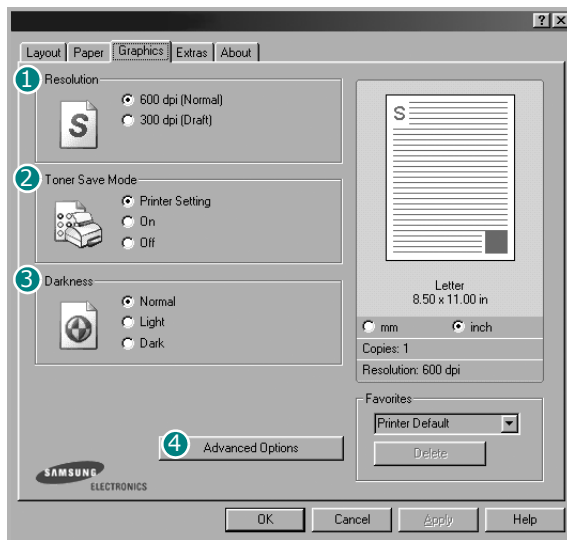 ? ×
Layout Paper Graphics Extras About
1 Resolution
600 dpi (Normal)
300 dpi (Draft)
S
2 Toner Save Mode
Printer Setting
On
Off
3 Darkness
Normal
Light
Dark
4 Advanced Options
SAMSUNG
ELECTRONICS
S
Letter
8.50 x 11.00 in
mm inch
Copies: 1
Resolution: 600 dpi
Favorites
Printer Default
Delete
OK Cancel Apply Help